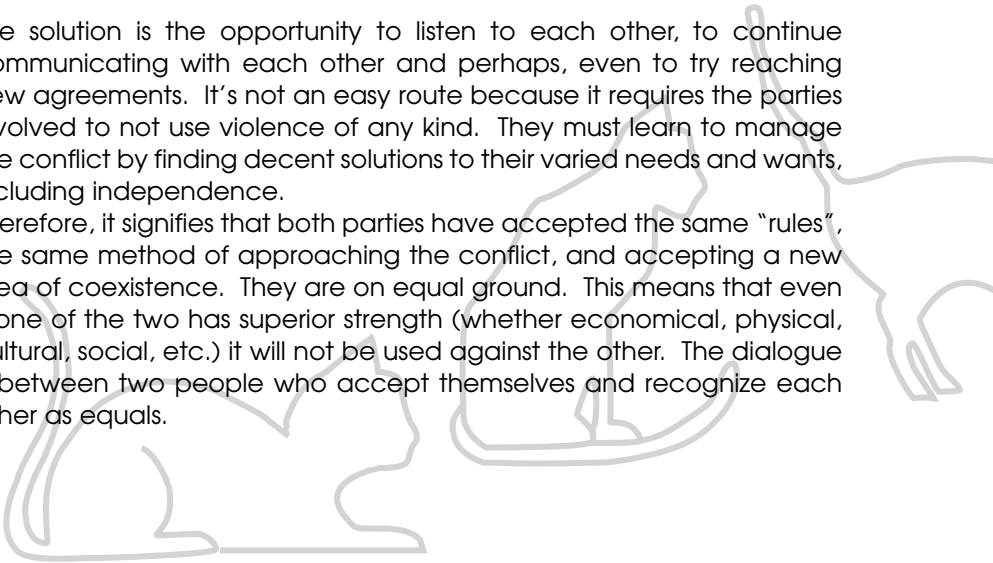 e solution is the opportunity to listen to each other, to continue
ommunicating with each other and perhaps, even to try reaching
ew agreements. It's not an easy route because it requires the parties
volved to not use violence of any kind. They must learn to manage
e conflict by finding decent solutions to their varied needs and wants,
cluding independence.
erefore, it signifies that both parties have accepted the same “rules”,
e same method of approaching the conflict, and accepting a new
ea of coexistence. They are on equal ground. This means that even
one of the two has superior strength (whether economical, physical,
ultural, social, etc.) it will not be used against the other. The dialogue
between two people who accept themselves and recognize each
her as equals.